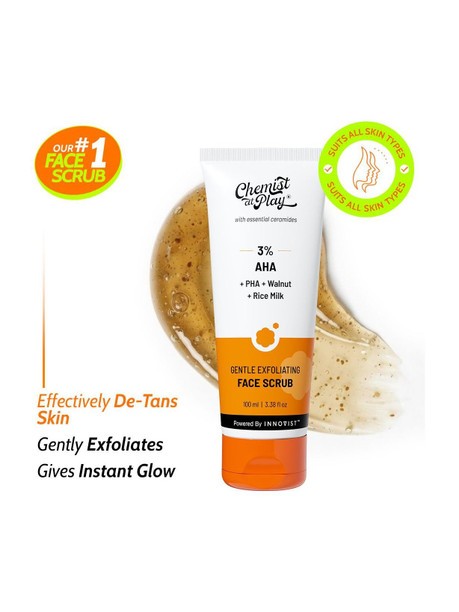 OUR #1
FACE
SCRUB
SUITS ALL SKIN TYPES
SUITS ALL SKIN TYPES
Chemist
at Play
with essential ceramides
3%
AHA
+ PHA + Walnut
+ Rice Milk
GENTLE EXFOLIATING
FACE SCRUB
100 ml | 3.38 fl oz
Powered By INNOVIST™
Effectively De-Tans
Skin
Gently Exfoliates
Gives Instant Glow